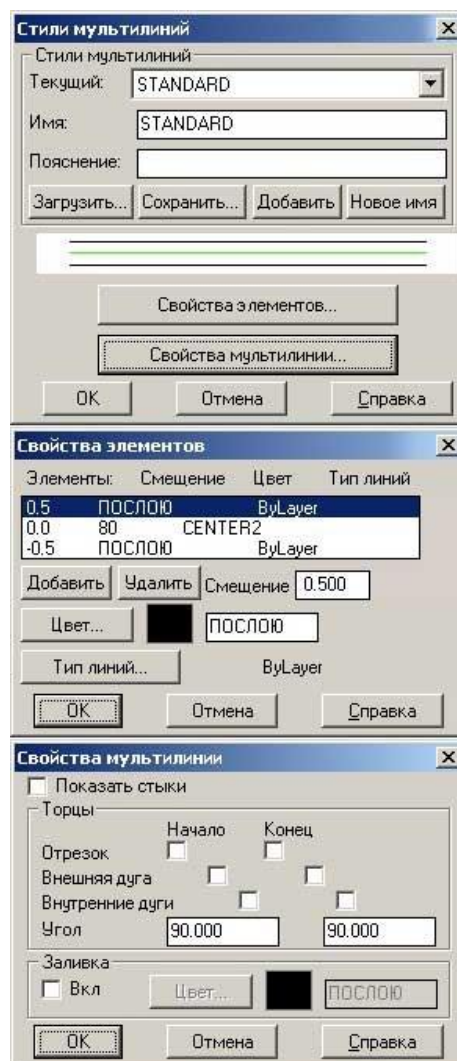 Стили мультилиний
Стили мультилиний
Текущий: STANDARD
Имя: STANDARD
Пояснение:
Загрузить... Сохранить... Добавить Новое имя
Свойства элементов...
Свойства мультилинии...
OK Отмена Справка
Свойства элементов
Элементы: Смещение Цвет Тип линий
0.5 ПОСЛОЮ ByLayer
0.0 80 CENTER2
-0.5 ПОСЛОЮ ByLayer
Добавить Удалить Смещение 0.500
Цвет... ПОСЛОЮ
Тип линий... ByLayer
OK Отмена Справка
Свойства мультилинии
Показать стыки
Торцы
Начало Конец
Отрезок
Внешняя дуга
Внутренние дуги
Угол 90.000 90.000
Заливка
Вкл Цвет... ПОСЛОЮ
OK Отмена Справка